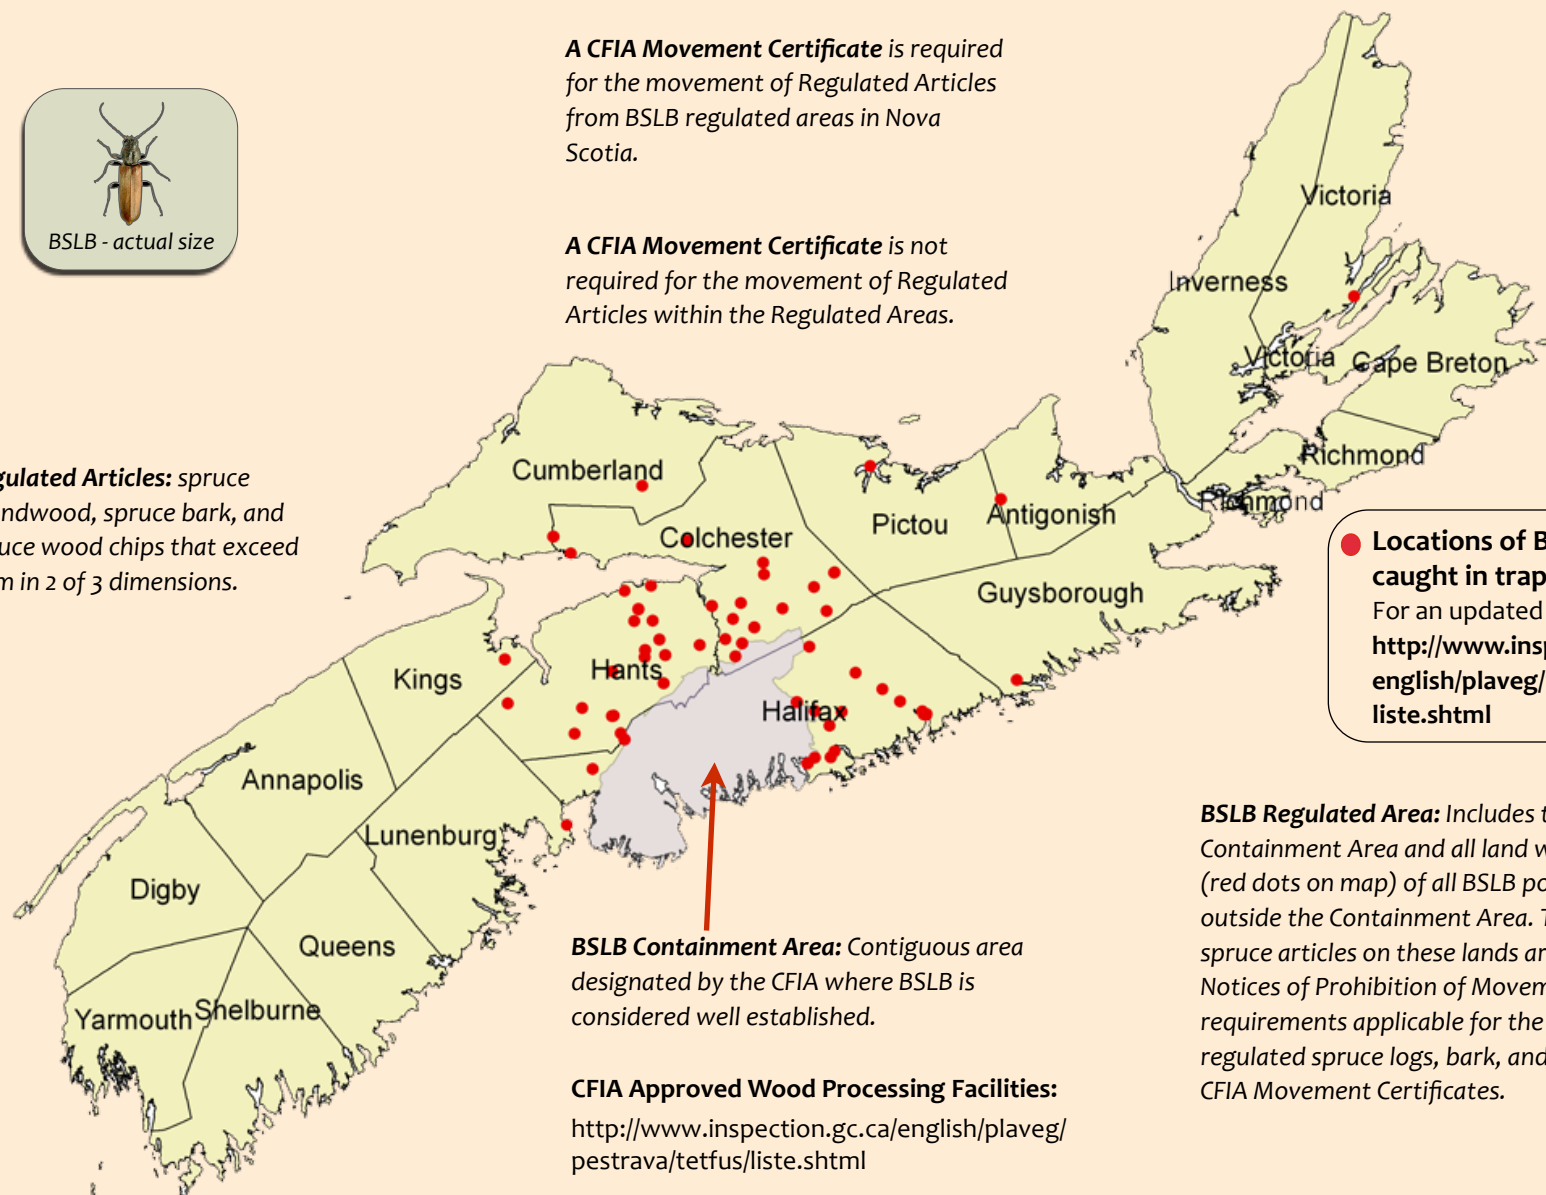 A CFIA Movement Certificate is required
for the movement of Regulated Articles
from BSLB regulated areas in Nova
Scotia.
BSLB - actual size
A CFIA Movement Certificate is not
required for the movement of Regulated
Articles within the Regulated Areas.
Victoria
Inverness
Victoria
Cape Breton
Richmond
Richmond
Cumberland
Colchester
Pictou
Antigonish
Guysborough
gulated Articles: spruce
ndwood, spruce bark, and
uce wood chips that exceed
m in 2 of 3 dimensions.
Locations of B
caught in trap
For an updated
http://www.insp
english/plaveg/
liste.shtml
Kings
Hants
Halifax
Annapolis
Lunenburg
Digby
Queens
Yarmouth
Shelburne
BSLB Regulated Area: Includes t
Containment Area and all land w
(red dots on map) of all BSLB po
outside the Containment Area. T
spruce articles on these lands ar
Notices of Prohibition of Movem
requirements applicable for the
regulated spruce logs, bark, and
CFIA Movement Certificates.
BSLB Containment Area: Contiguous area
designated by the CFIA where BSLB is
considered well established.
CFIA Approved Wood Processing Facilities:
http://www.inspection.gc.ca/english/plaveg/
pestrava/tetfus/liste.shtml